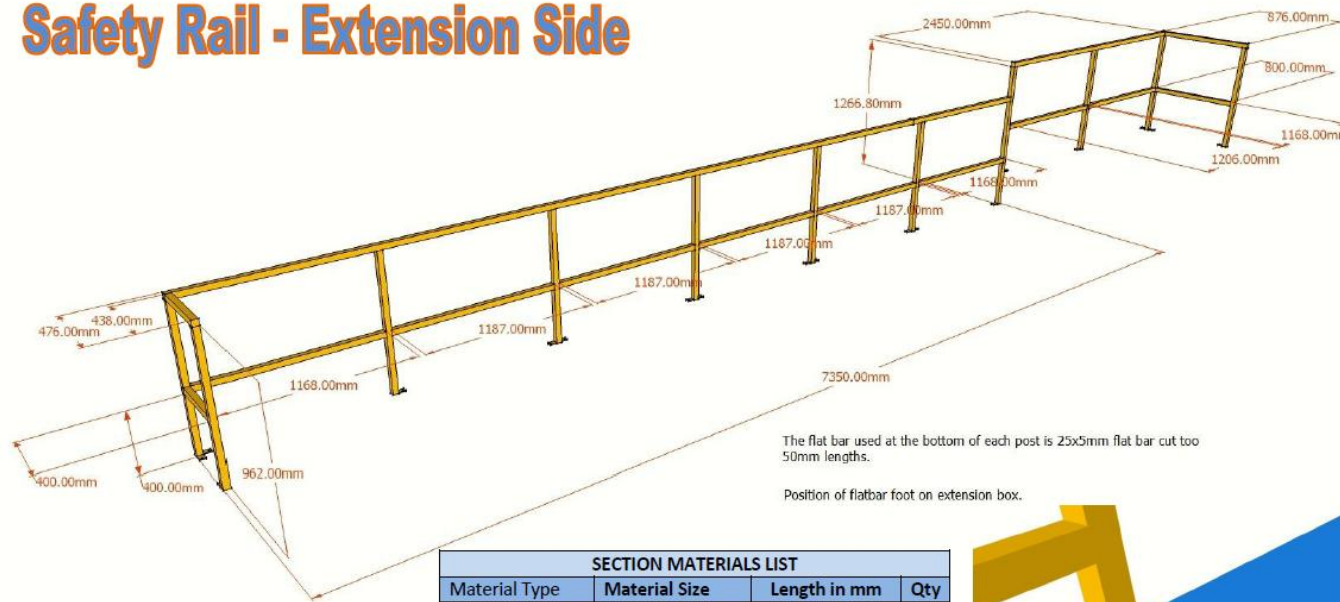 Safety Rail - Extension Side
2450.00mm
876.00mm
800.00mm
1266.80mm
1168.00m
1206.00mm
1168.00mm
1187.00mm
1187.00mm
1187.00mm
1187.00mm
1168.00mm
438.00mm
476.00mm
7350.00mm
962.00mm
400.00mm
400.00mm
The flat bar used at the bottom of each post is 25x5mm flat bar cut too
50mm lengths.
Position of flatbar foot on extension box.
SECTION MATERIALS LIST
Material Type Material Size Length in mm Qty